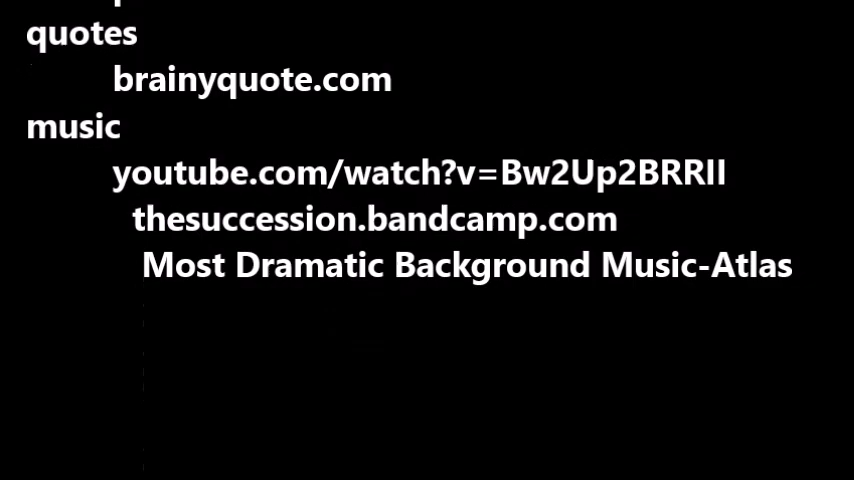 quotes
brainyquote.com
music
youtube.com/watch?v=Bw2Up2BRRII
thesuccession.bandcamp.com
Most Dramatic Background Music-Atlas